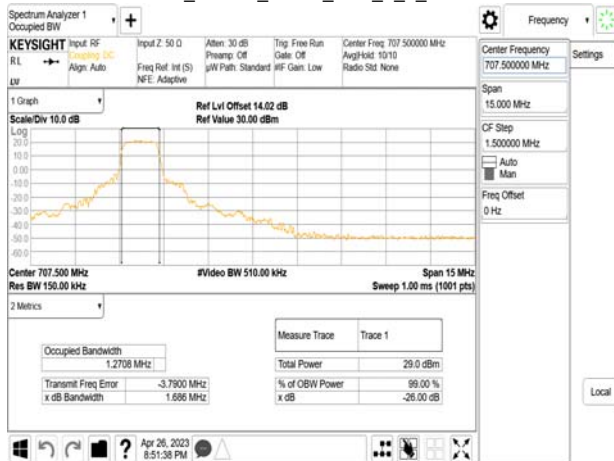 Spectrum Analyzer 1
Occupied BW
KEYSIGHT
RL
Input: RF
Coupling: DC
Align: Auto
Input Z: 50 Ω
Freq Ref: Int (S)
NFE: Adaptive
Atten: 30 dB
Preamp: Off
µW Path: Standard
Trig: Free Run
Gate: Off
#IF Gain: Low
Center Freq: 707.500000 MHz
Avg|Hold: 10/10
Radio Std: None
1 Graph
Scale/Div 10.0 dB
Ref Lvl Offset 14.02 dB
Ref Value 30.00 dBm
Log
20.0
10.0
0.00
-10.0
-20.0
-30.0
-40.0
-50.0
-60.0
Center 707.500 MHz
Res BW 150.00 kHz
#Video BW 510.00 kHz
Span 15 MHz
Sweep 1.00 ms (1001 pts)
2 Metrics
Occupied Bandwidth
1.2708 MHz
Transmit Freq Error -3.7900 MHz
x dB Bandwidth 1.686 MHz
Measure Trace Trace 1
Total Power 29.0 dBm
% of OBW Power 99.00 %
x dB -26.00 dB
Apr 26, 2023
8:51:38 PM
Frequency
Center Frequency
707.500000 MHz
Span
15.000 MHz
CF Step
1.500000 MHz
Auto
Man
Freq Offset
0 Hz
Settings
Local